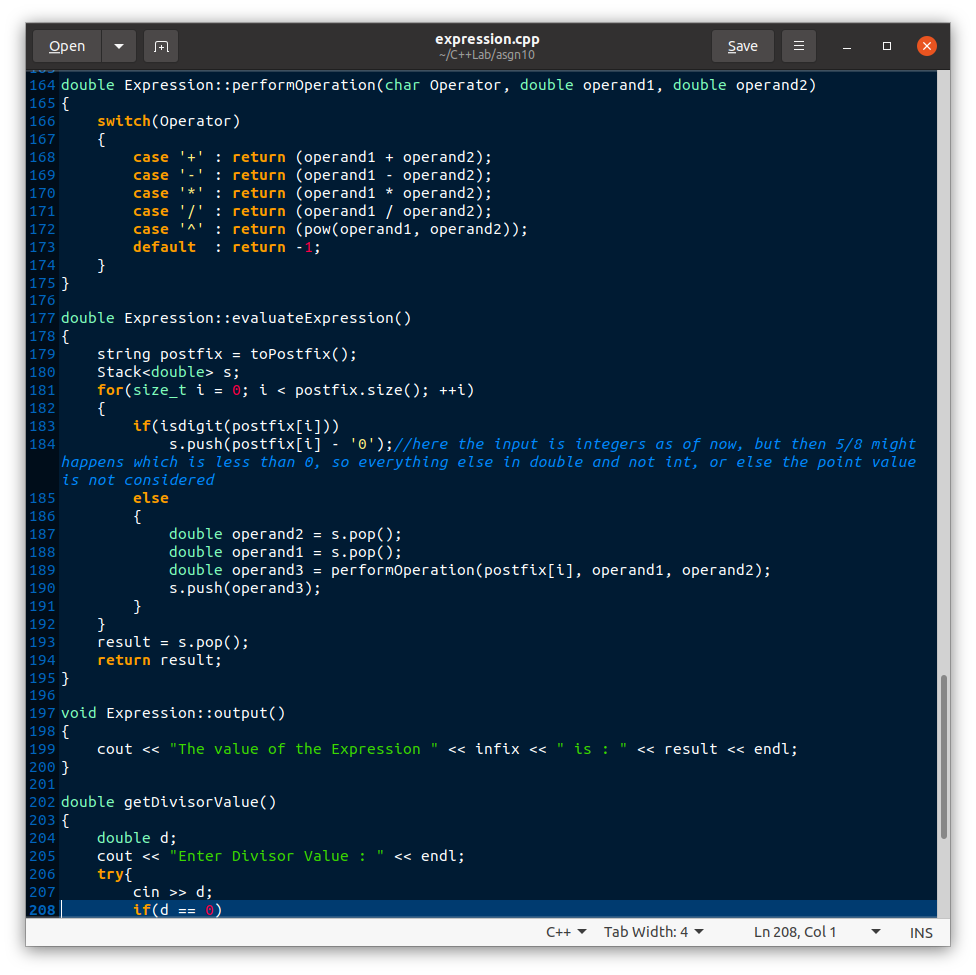 Open
expression.cpp
~/C++Lab/asgn10
Save
164 double Expression::performOperation(char Operator, double operand1, double operand2)
165 {
166     switch(Operator)
167     {
168         case '+' : return (operand1 + operand2);
169         case '-' : return (operand1 - operand2);
170         case '*' : return (operand1 * operand2);
171         case '/' : return (operand1 / operand2);
172         case '^' : return (pow(operand1, operand2));
173         default  : return -1;
174     }
175 }
176
177 double Expression::evaluateExpression()
178 {
179     string postfix = toPostfix();
180     Stack<double> s;
181     for(size_t i = 0; i < postfix.size(); ++i)
182     {
183         if(isdigit(postfix[i]))
184             s.push(postfix[i] - '0');//here the input is integers as of now, but then 5/8 might
happens which is less than 0, so everything else in double and not int, or else the point value
is not considered
185         else
186         {
187             double operand2 = s.pop();
188             double operand1 = s.pop();
189             double operand3 = performOperation(postfix[i], operand1, operand2);
190             s.push(operand3);
191         }
192     }
193     result = s.pop();
194     return result;
195 }
196
197 void Expression::output()
198 {
199     cout << "The value of the Expression " << infix << " is : " << result << endl;
200 }
201
202 double getDivisorValue()
203 {
204     double d;
205     cout << "Enter Divisor Value : " << endl;
206     try{
207         cin >> d;
208         if(d == 0)
C++ Tab Width: 4 Ln 208, Col 1 INS